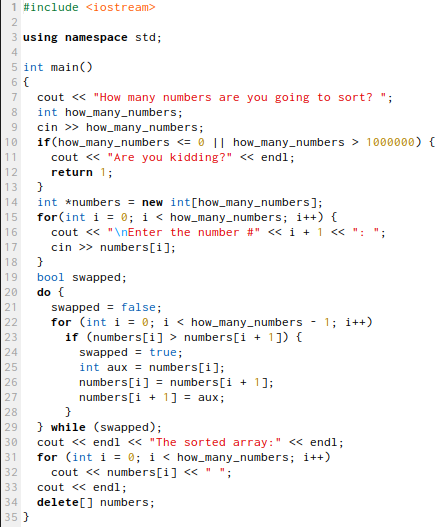 1 #include <iostream>
2
3 using namespace std;
4
5 int main()
6 {
7   cout << "How many numbers are you going to sort? ";
8   int how_many_numbers;
9   cin >> how_many_numbers;
10   if(how_many_numbers <= 0 || how_many_numbers > 1000000) {
11     cout << "Are you kidding?" << endl;
12     return 1;
13   }
14   int *numbers = new int[how_many_numbers];
15   for(int i = 0; i < how_many_numbers; i++) {
16     cout << "\nEnter the number #" << i + 1 << ": ";
17     cin >> numbers[i];
18   }
19   bool swapped;
20   do {
21     swapped = false;
22     for (int i = 0; i < how_many_numbers - 1; i++)
23       if (numbers[i] > numbers[i + 1]) {
24         swapped = true;
25         int aux = numbers[i];
26         numbers[i] = numbers[i + 1];
27         numbers[i + 1] = aux;
28       }
29   } while (swapped);
30   cout << endl << "The sorted array:" << endl;
31   for (int i = 0; i < how_many_numbers; i++)
32     cout << numbers[i] << " ";
33   cout << endl;
34   delete[] numbers;
35 }